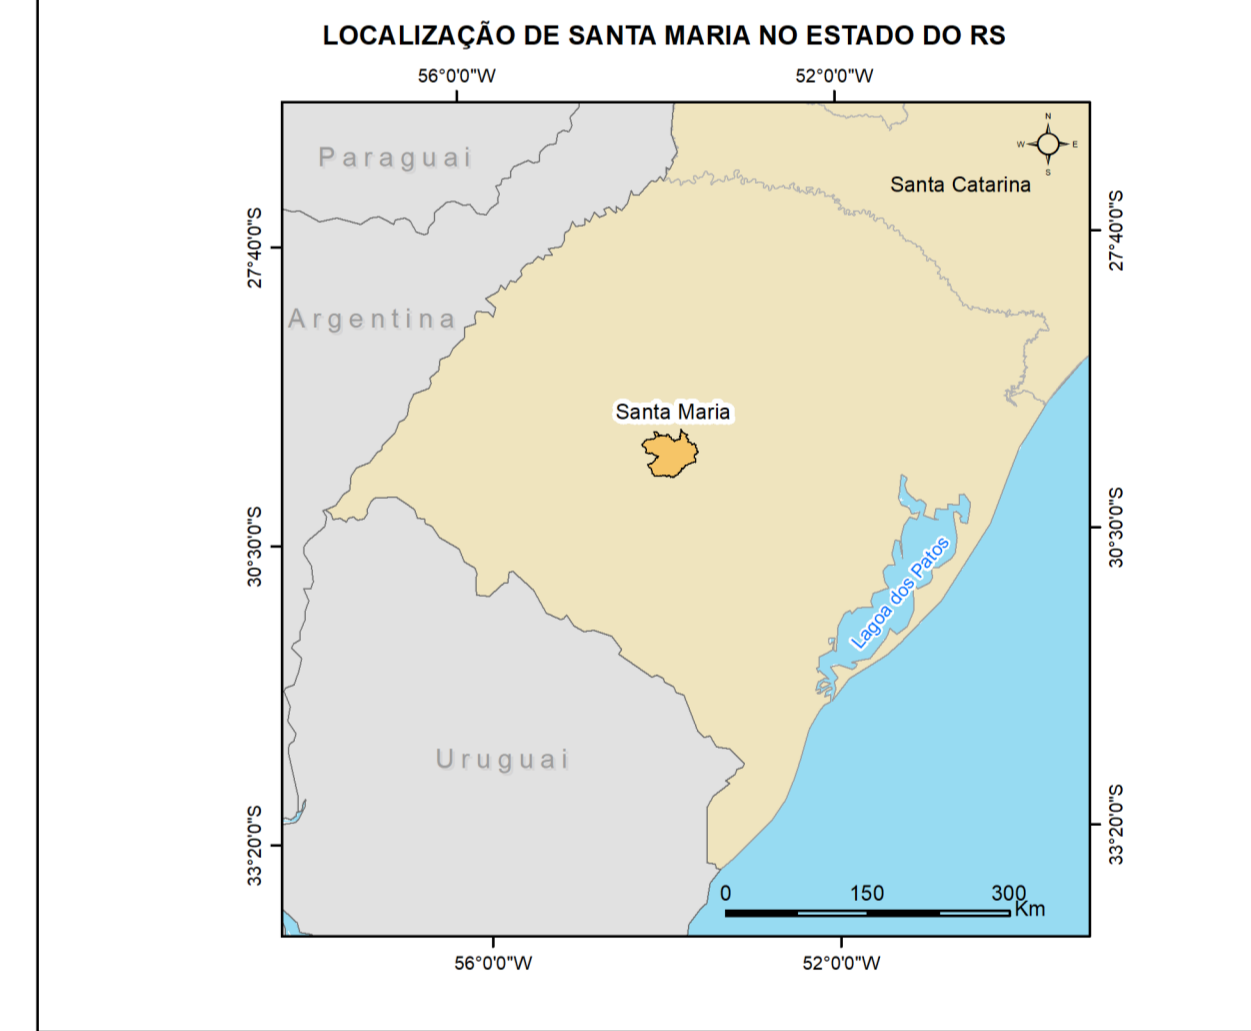 LOCALIZAÇÃO DE SANTA MARIA NO ESTADO DO RS
56°0'0"W
52°0'0"W
N
W
E
S
Paraguai
Santa Catarina
27°40'0"S
27°40'0"S
Argentina
Santa Maria
30°30'0"S
30°30'0"S
Lagoa dos Patos
Uruguai
33°20'0"S
33°20'0"S
0 150 300
Km
56°0'0"W
52°0'0"W